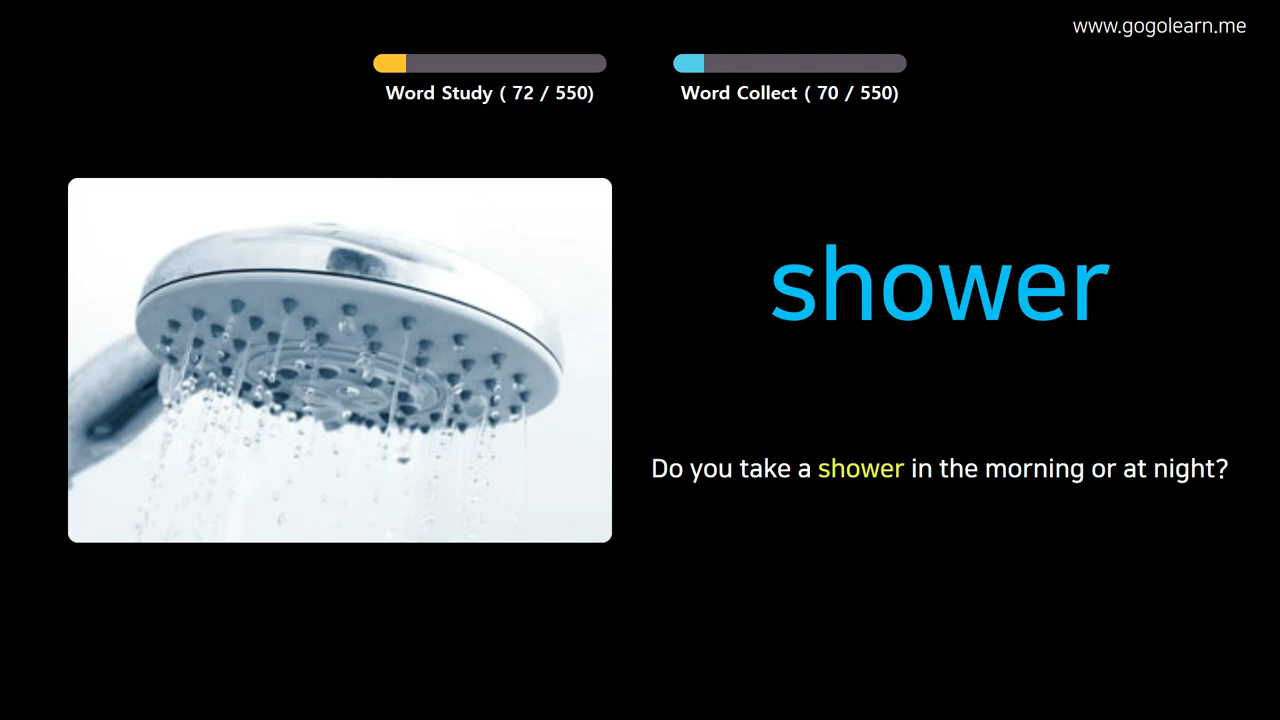 www.gogolearn.me
Word Study ( 72 / 550)
Word Collect ( 70 / 550)
shower
Do you take a shower in the morning or at night?